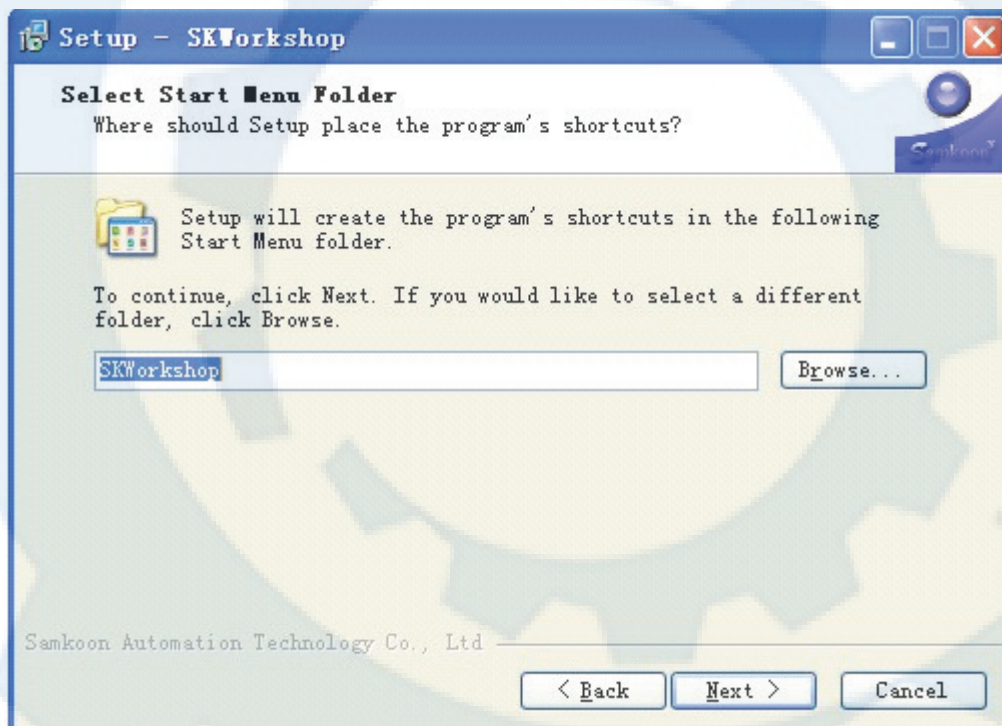 Setup - SKWorkshop
Select Start Menu Folder
Where should Setup place the program's shortcuts?
Samkoon
Setup will create the program's shortcuts in the following
Start Menu folder.
To continue, click Next. If you would like to select a different
folder, click Browse.
SKWorkshop
Browse...
Samkoon Automation Technology Co., Ltd
< Back
Next >
Cancel